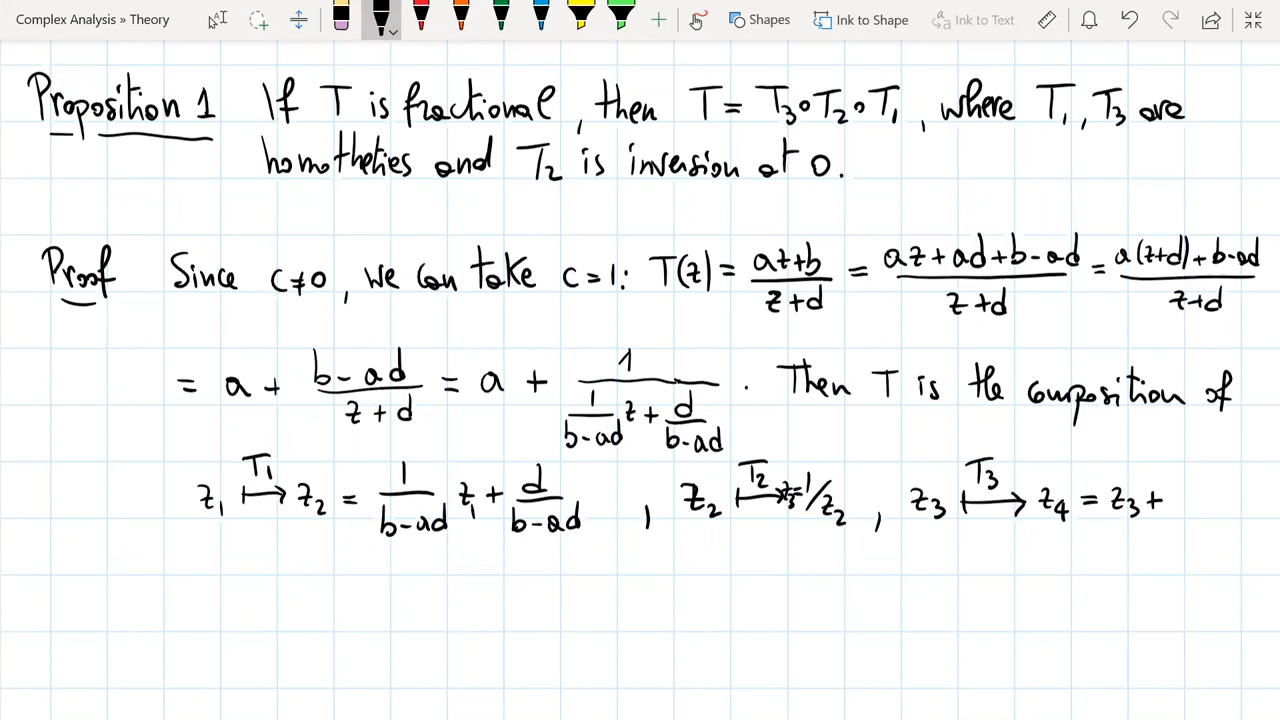 Complex Analysis » Theory Shapes Ink to Shape Ink to Text
Proposition 1 If T is fractional, then T = T₃∘T₂∘T₁, where T₁, T₃ are
homotheties and T₂ is inversion at 0.
Proof Since c≠0, we can take c=1: T(z) = (az+b)/(z+d) = (az+ad+b-ad)/(z+d) = (a(z+d)+b-ad)/(z+d)
= a + (b-ad)/(z+d) = a + 1/((1/(b-ad))z + d/(b-ad)). Then T is the composition of
z₁ ⟼^{T₁} z₂ = (1/(b-ad)) z₁ + d/(b-ad), z₂ ⟼^{T₂} z₃=1/z₂, z₃ ⟼^{T₃} z₄ = z₃+